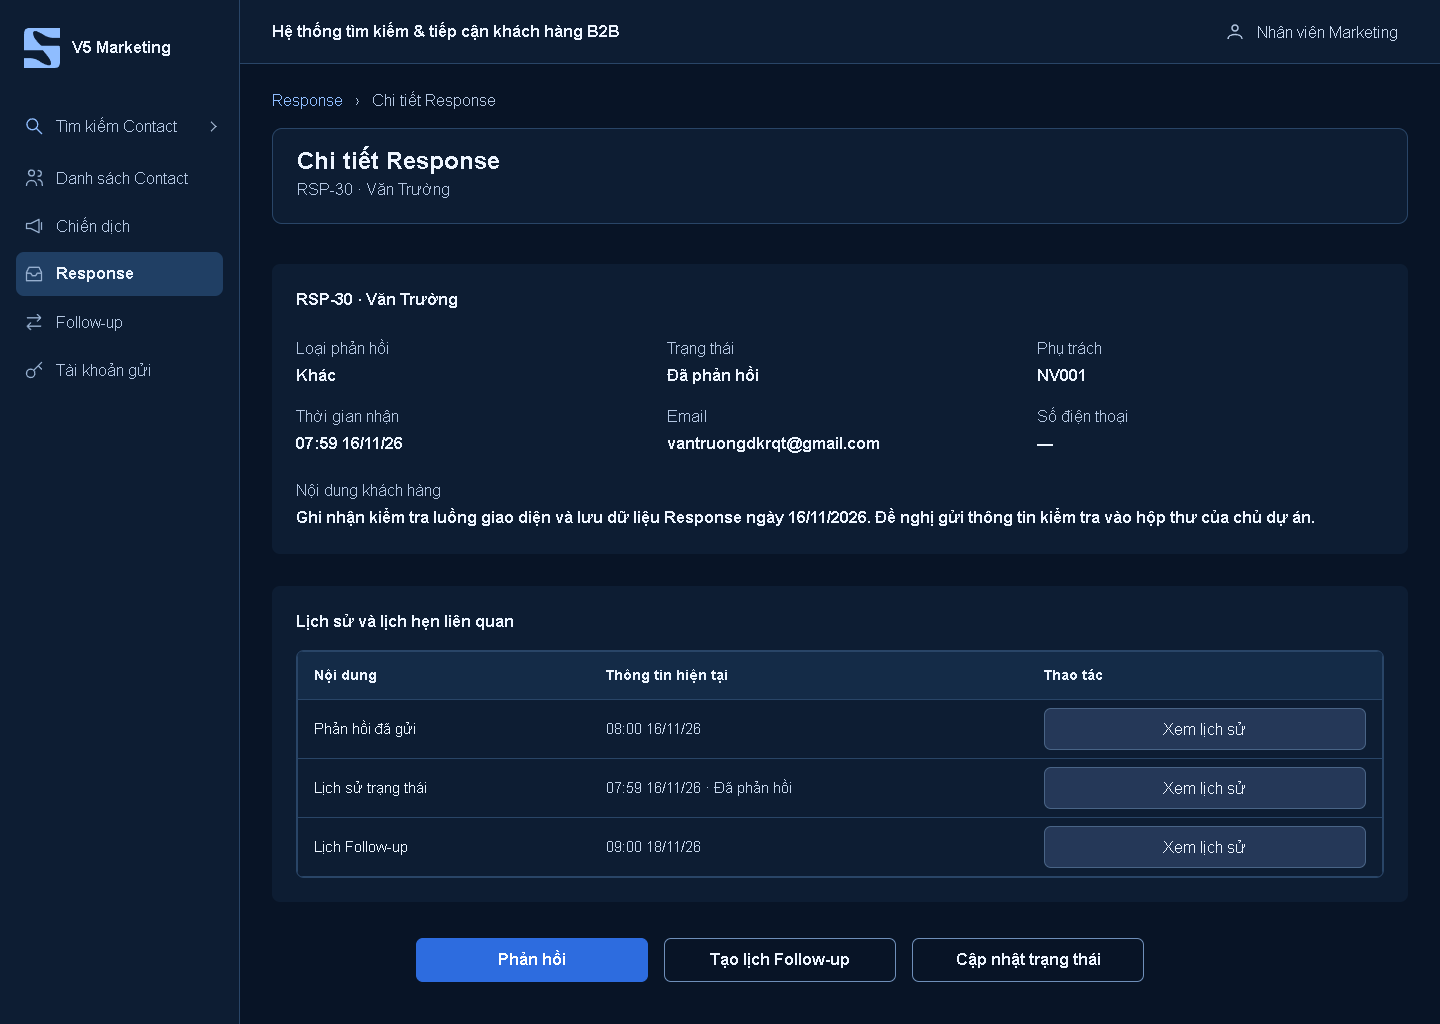 V5 Marketing
Hệ thống tìm kiếm & tiếp cận khách hàng B2B
Nhân viên Marketing
Tìm kiếm Contact
Danh sách Contact
Chiến dịch
Response
Follow-up
Tài khoản gửi
Response › Chi tiết Response
Chi tiết Response
RSP-30 · Văn Trường
RSP-30 · Văn Trường
Loại phản hồi
Khác
Trạng thái
Đã phản hồi
Phụ trách
NV001
Thời gian nhận
07:59 16/11/26
Email
vantruongdkrqt@gmail.com
Số điện thoại
—
Nội dung khách hàng
Ghi nhận kiểm tra luồng giao diện và lưu dữ liệu Response ngày 16/11/2026. Đề nghị gửi thông tin kiểm tra vào hộp thư của chủ dự án.
Lịch sử và lịch hẹn liên quan
Nội dung Thông tin hiện tại Thao tác
Phản hồi đã gửi 08:00 16/11/26 Xem lịch sử
Lịch sử trạng thái 07:59 16/11/26 · Đã phản hồi Xem lịch sử
Lịch Follow-up 09:00 18/11/26 Xem lịch sử
Phản hồi
Tạo lịch Follow-up
Cập nhật trạng thái